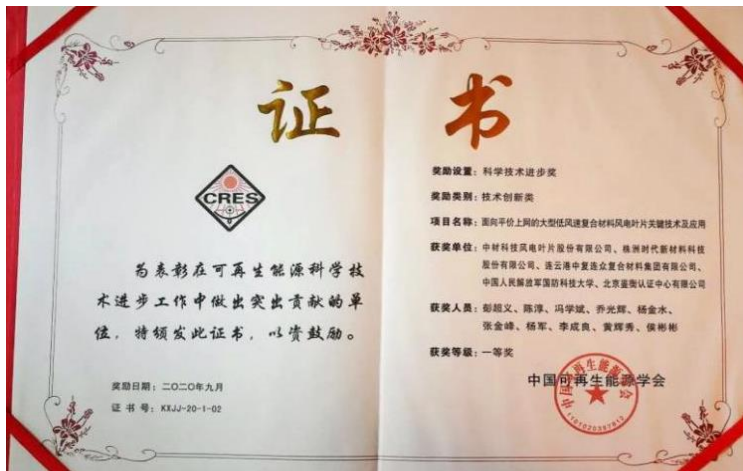 证书
CRES
为表彰在可再生能源科学技
术进步工作中做出突出贡献的单
位，特颁发此证书，以资鼓励。
奖励日期：二〇二〇年九月
证 书 号：KXJJ-20-1-02
奖励设置：科学技术进步奖
奖励类别：技术创新类
项目名称：面向平价上网的大型低风速复合材料风电叶片关键技术及应用
获奖单位：中材科技风电叶片股份有限公司、株洲时代新材料科技
股份有限公司、连云港中复连众复合材料集团有限公司、
中国人民解放军国防科技大学、北京鉴衡认证中心有限公司
获奖人员：彭超义、陈淳、冯学斌、乔光辉、杨金水、
张金峰、杨军、李成良、黄辉秀、侯彬彬
获奖等级：一等奖
中国可再生能源学会